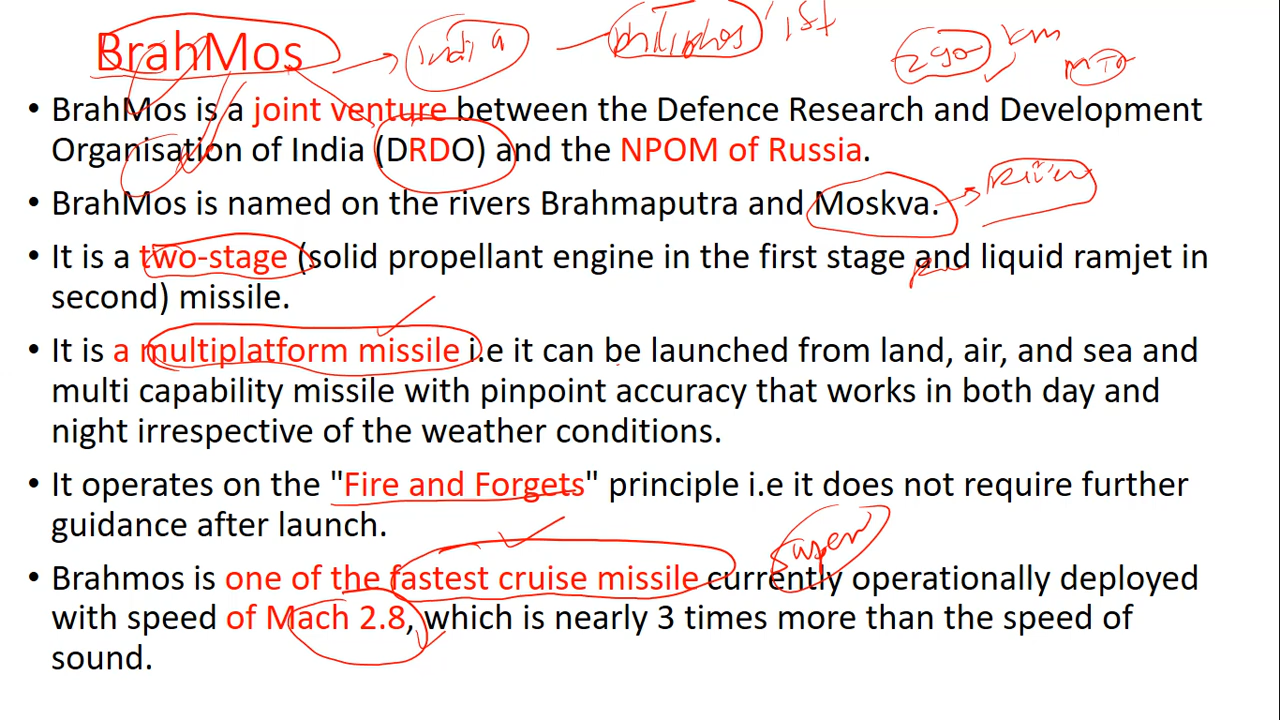 BrahMos
India
1st
290 km
• BrahMos is a joint venture between the Defence Research and Development
Organisation of India (DRDO) and the NPOM of Russia.
River
• BrahMos is named on the rivers Brahmaputra and Moskva.
• It is a two-stage (solid propellant engine in the first stage and liquid ramjet in
second) missile.
• It is a multiplatform missile i.e it can be launched from land, air, and sea and
multi capability missile with pinpoint accuracy that works in both day and
night irrespective of the weather conditions.
• It operates on the "Fire and Forgets" principle i.e it does not require further
guidance after launch.
super
• Brahmos is one of the fastest cruise missile currently operationally deployed
with speed of Mach 2.8, which is nearly 3 times more than the speed of
sound.